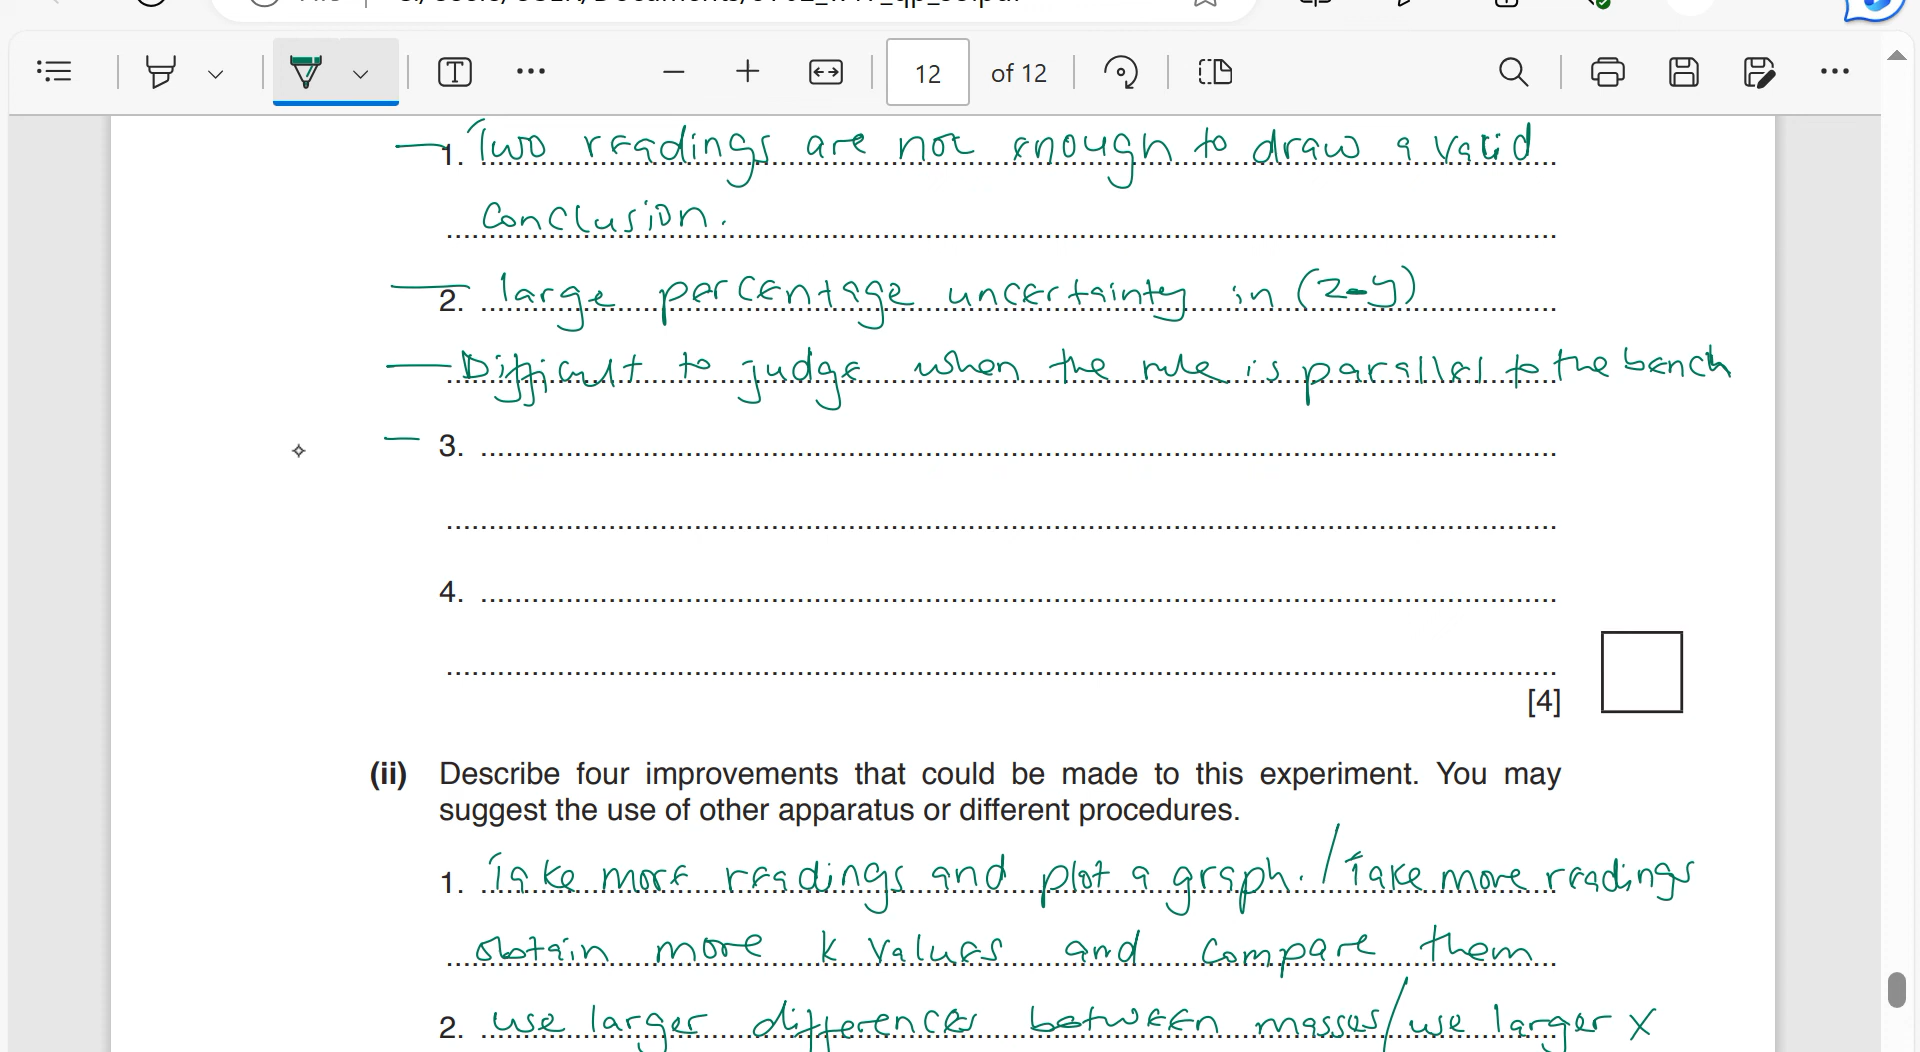 12 of 12
1. Two readings are not enough to draw a valid
conclusion.
2. large percentage uncertainty in (z-y)
Difficult to judge when the rule is parallel to the bench
3.
4.
[4]
(ii) Describe four improvements that could be made to this experiment. You may
suggest the use of other apparatus or different procedures.
1. Take more readings and plot a graph. / Take more readings
obtain more k values and compare them
2. use larger differences between masses / use larger x